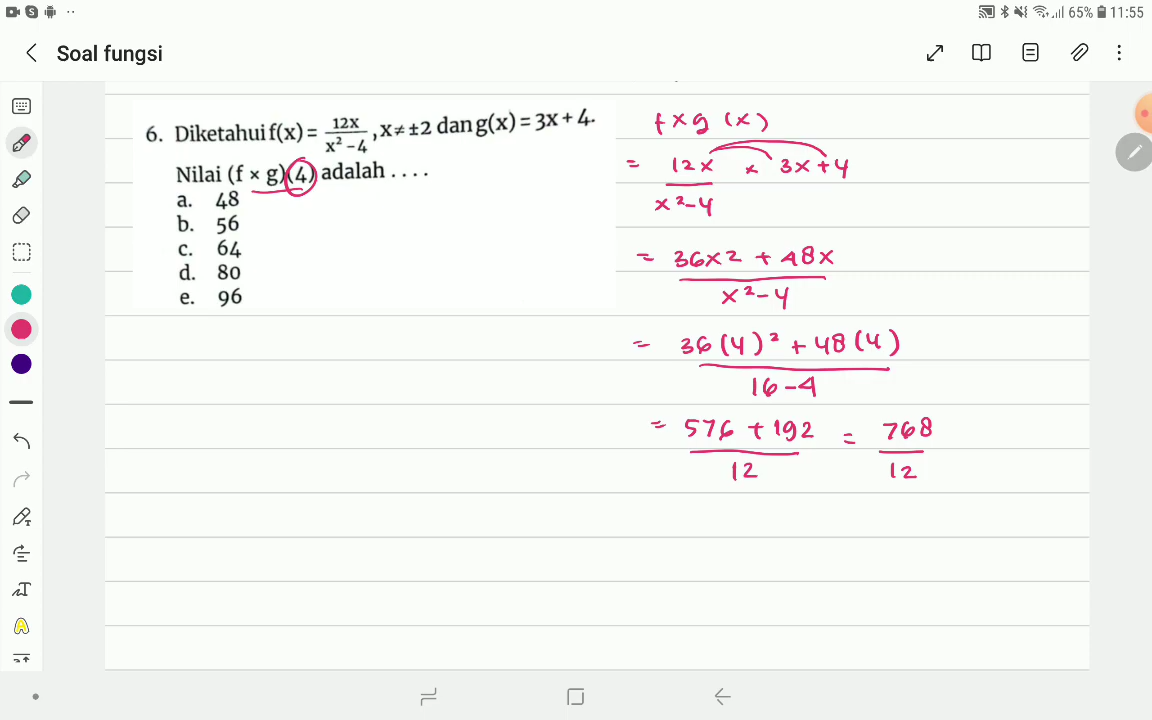 65% 11:55
Soal fungsi
6. Diketahui f(x) = 12x / x² - 4 , x ≠ ±2 dan g(x) = 3x + 4.
Nilai (f × g)(4) adalah . . . .
a. 48
b. 56
c. 64
d. 80
e. 96
f x g (x)
= 12x / x² - 4 x 3x + 4
= 36x2 + 48x / x² - 4
= 36 (4)² + 48 (4) / 16 - 4
= 576 + 192 / 12 = 768 / 12